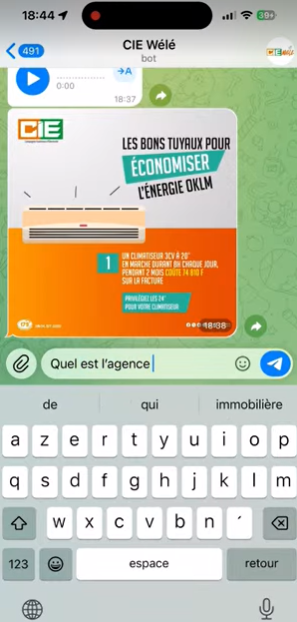 18:44
39
491
CIE Wélé
bot
0:00
→A
18:37
CIE
LES BONS TUYAUX POUR
ÉCONOMISER
L'ÉNERGIE OKLM
1
UN CLIMATISEUR 3CV À 20°
EN MARCHE DURANT 8H CHAQUE JOUR,
PENDANT 2 MOIS COÛTE 74 810 F
SUR LA FACTURE
PRIVILÉGIEZ LES 24°
POUR VOTRE CLIMATISEUR
18:38
Quel est l'agence
de
qui
immobilière
a z e r t y u i o p
q s d f g h j k l m
w x c v b n ´
123
espace
retour